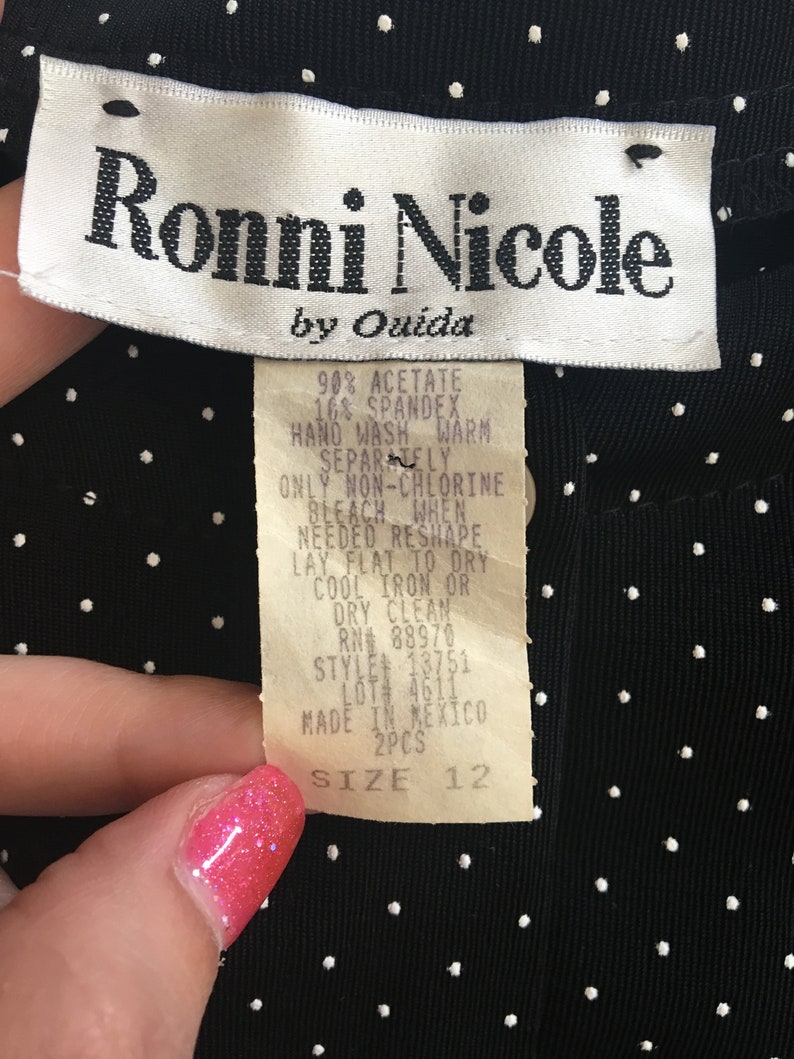 Ronni Nicole
by Ouida
90% ACETATE
10% SPANDEX
HAND WASH WARM
SEPARATELY
ONLY NON-CHLORINE
BLEACH WHEN
NEEDED RESHAPE
LAY FLAT TO DRY
COOL IRON OR
DRY CLEAN
RN# 88970
STYLE# 13751
LOT# 4611
MADE IN MEXICO
2PCS
SIZE 12